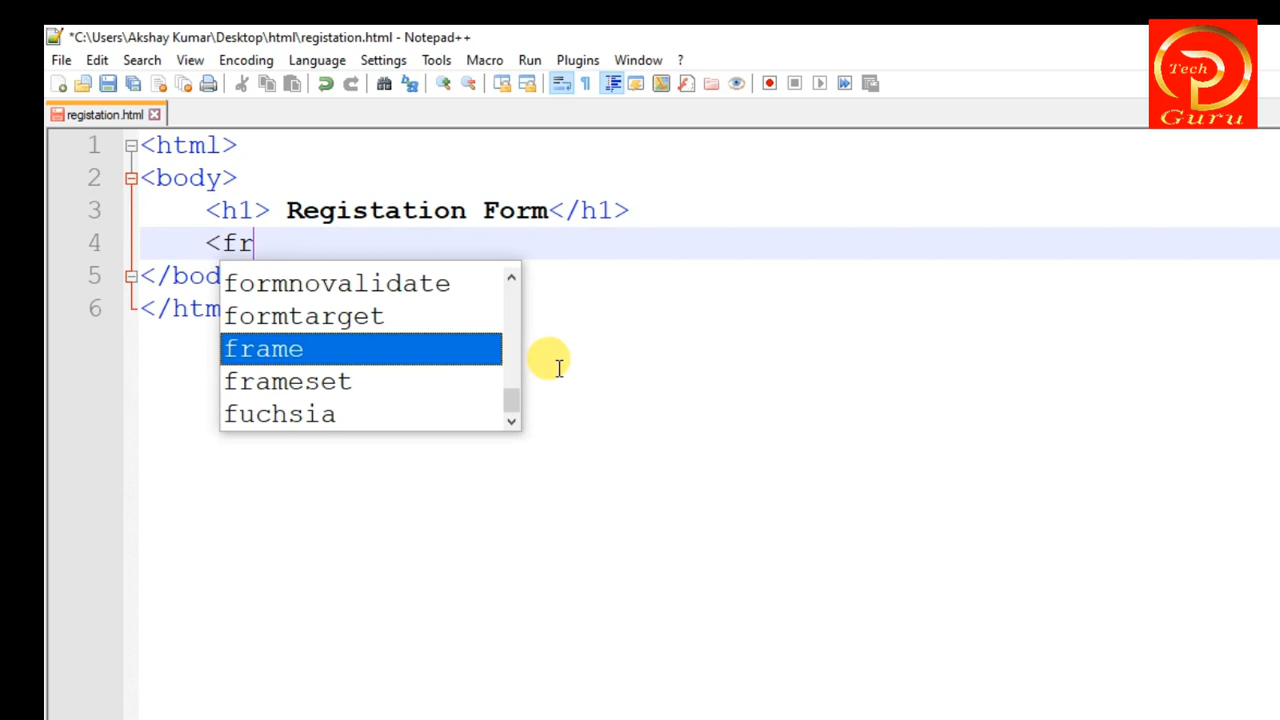 *C:\Users\Akshay Kumar\Desktop\html\registation.html - Notepad++
File Edit Search View Encoding Language Settings Tools Macro Run Plugins Window ?
Tech
Guru
registation.html
1 <html>
2 <body>
3 <h1> Registation Form</h1>
4 <fr
5 </bod
6 </htm
formnovalidate
formtarget
frame
frameset
fuchsia